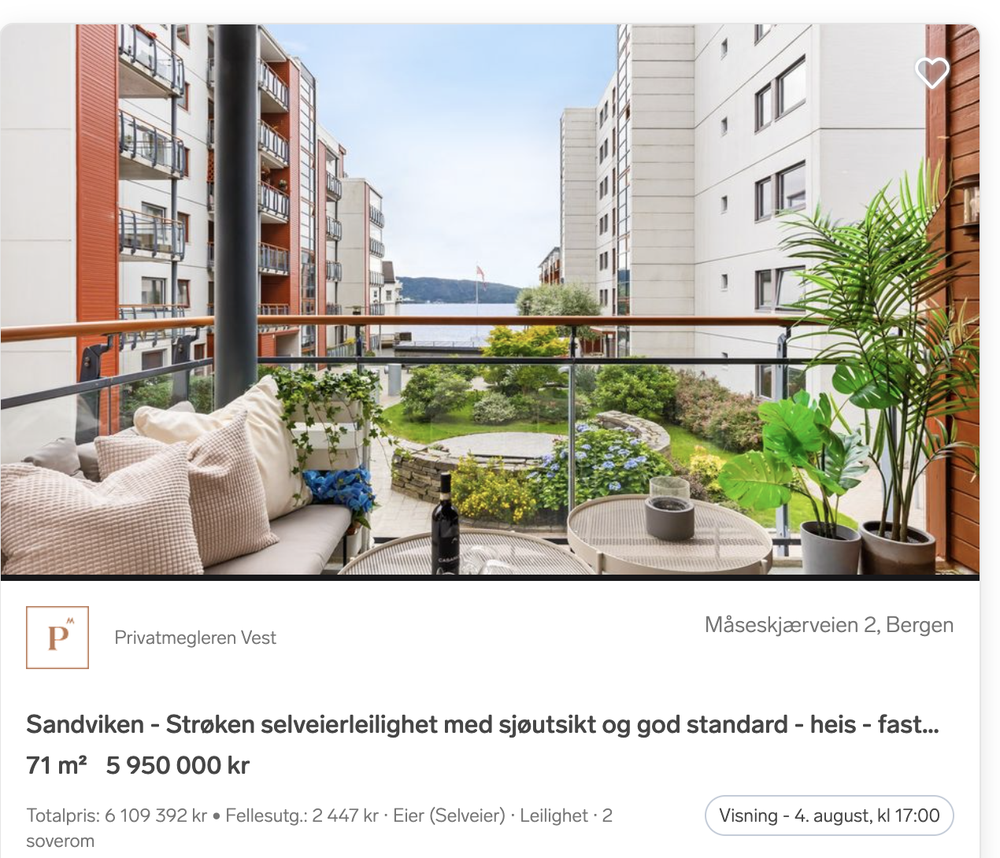 P
M
Privatmegleren Vest
Måseskjærveien 2, Bergen
Sandviken - Strøken selveierleilighet med sjøutsikt og god standard - heis - fast...
71 m² 5 950 000 kr
Totalpris: 6 109 392 kr • Fellesutg.: 2 447 kr · Eier (Selveier) · Leilighet · 2
soverom
Visning - 4. august, kl 17:00